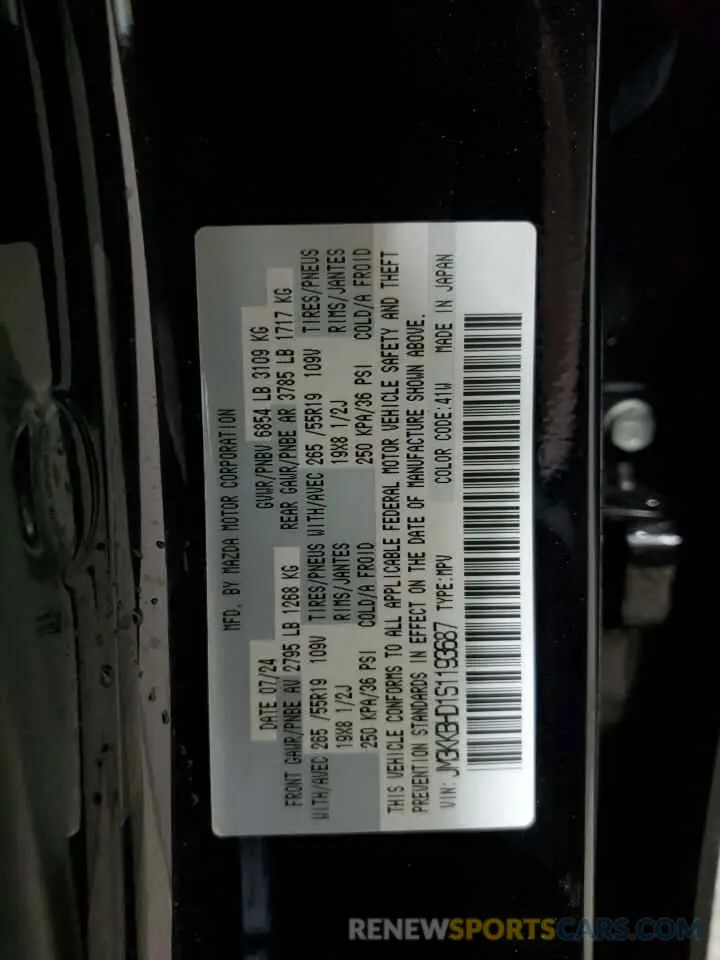 MFD. BY MAZDA MOTOR CORPORATION
DATE 07/24 GVWR/PNBV 6854 LB 3109 KG
FRONT GAWR/PNBE AV 2795 LB 1268 KG REAR GAWR/PNBE AR 3785 LB 1717 KG
WITH/AVEC 265 /55R19 109V TIRES/PNEUS WITH/AVEC 265 /55R19 109V TIRES/PNEUS
19X8 1/2J RIMS/JANTES 19X8 1/2J RIMS/JANTES
250 KPA/36 PSI COLD/A FROID 250 KPA/36 PSI COLD/A FROID
THIS VEHICLE CONFORMS TO ALL APPLICABLE FEDERAL MOTOR VEHICLE SAFETY AND THEFT
PREVENTION STANDARDS IN EFFECT ON THE DATE OF MANUFACTURE SHOWN ABOVE.
VIN: JM3KKBHD1S1193687 TYPE:MPV COLOR CODE:41W MADE IN JAPAN
RENEWSPORTSCARS.COM